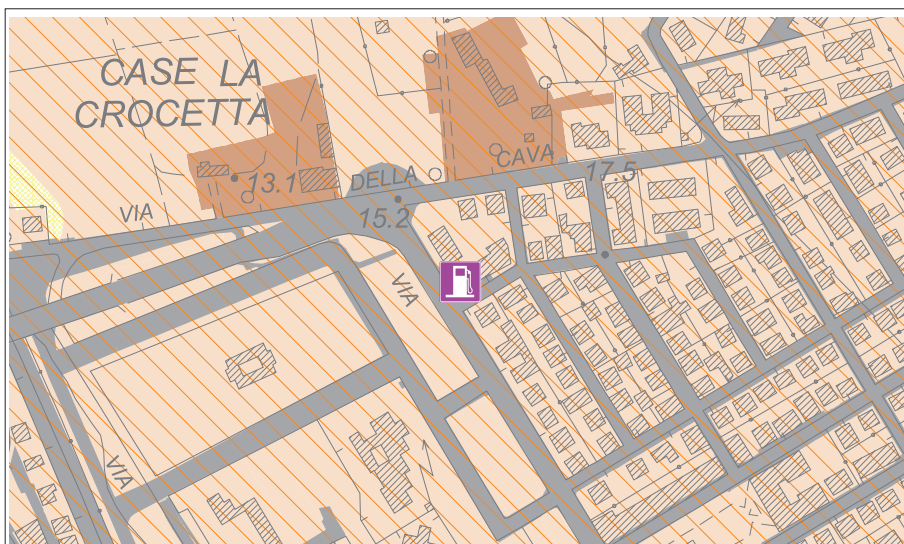 CASE LA
CROCETTA
13.1
VIA DELLA CAVA
15.2
17.5
VIA
VIA